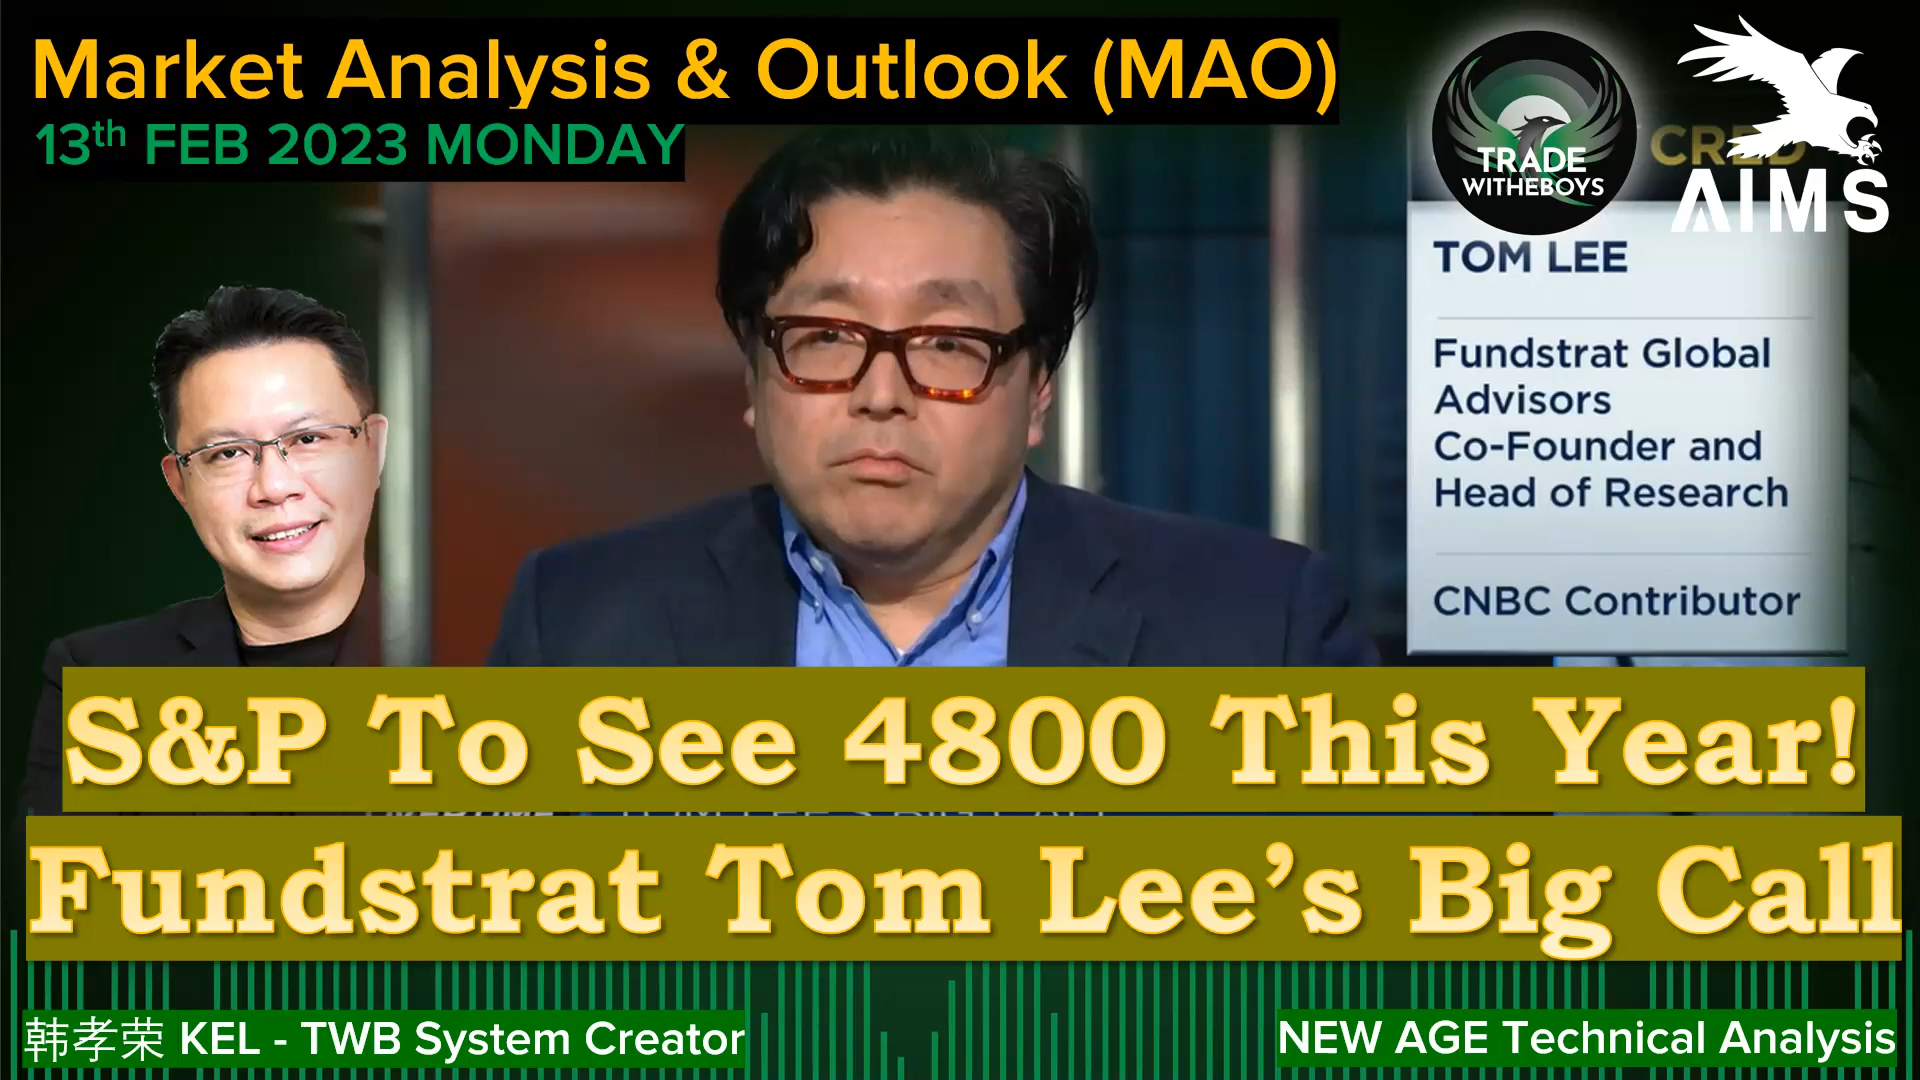 Market Analysis & Outlook (MAO)
13th FEB 2023 MONDAY
TRADE
WITHEBOYS
CRED
AIMS
TOM LEE
Fundstrat Global
Advisors
Co-Founder and
Head of Research
CNBC Contributor
S&P To See 4800 This Year!
Fundstrat Tom Lee's Big Call
韩孝荣 KEL - TWB System Creator
NEW AGE Technical Analysis